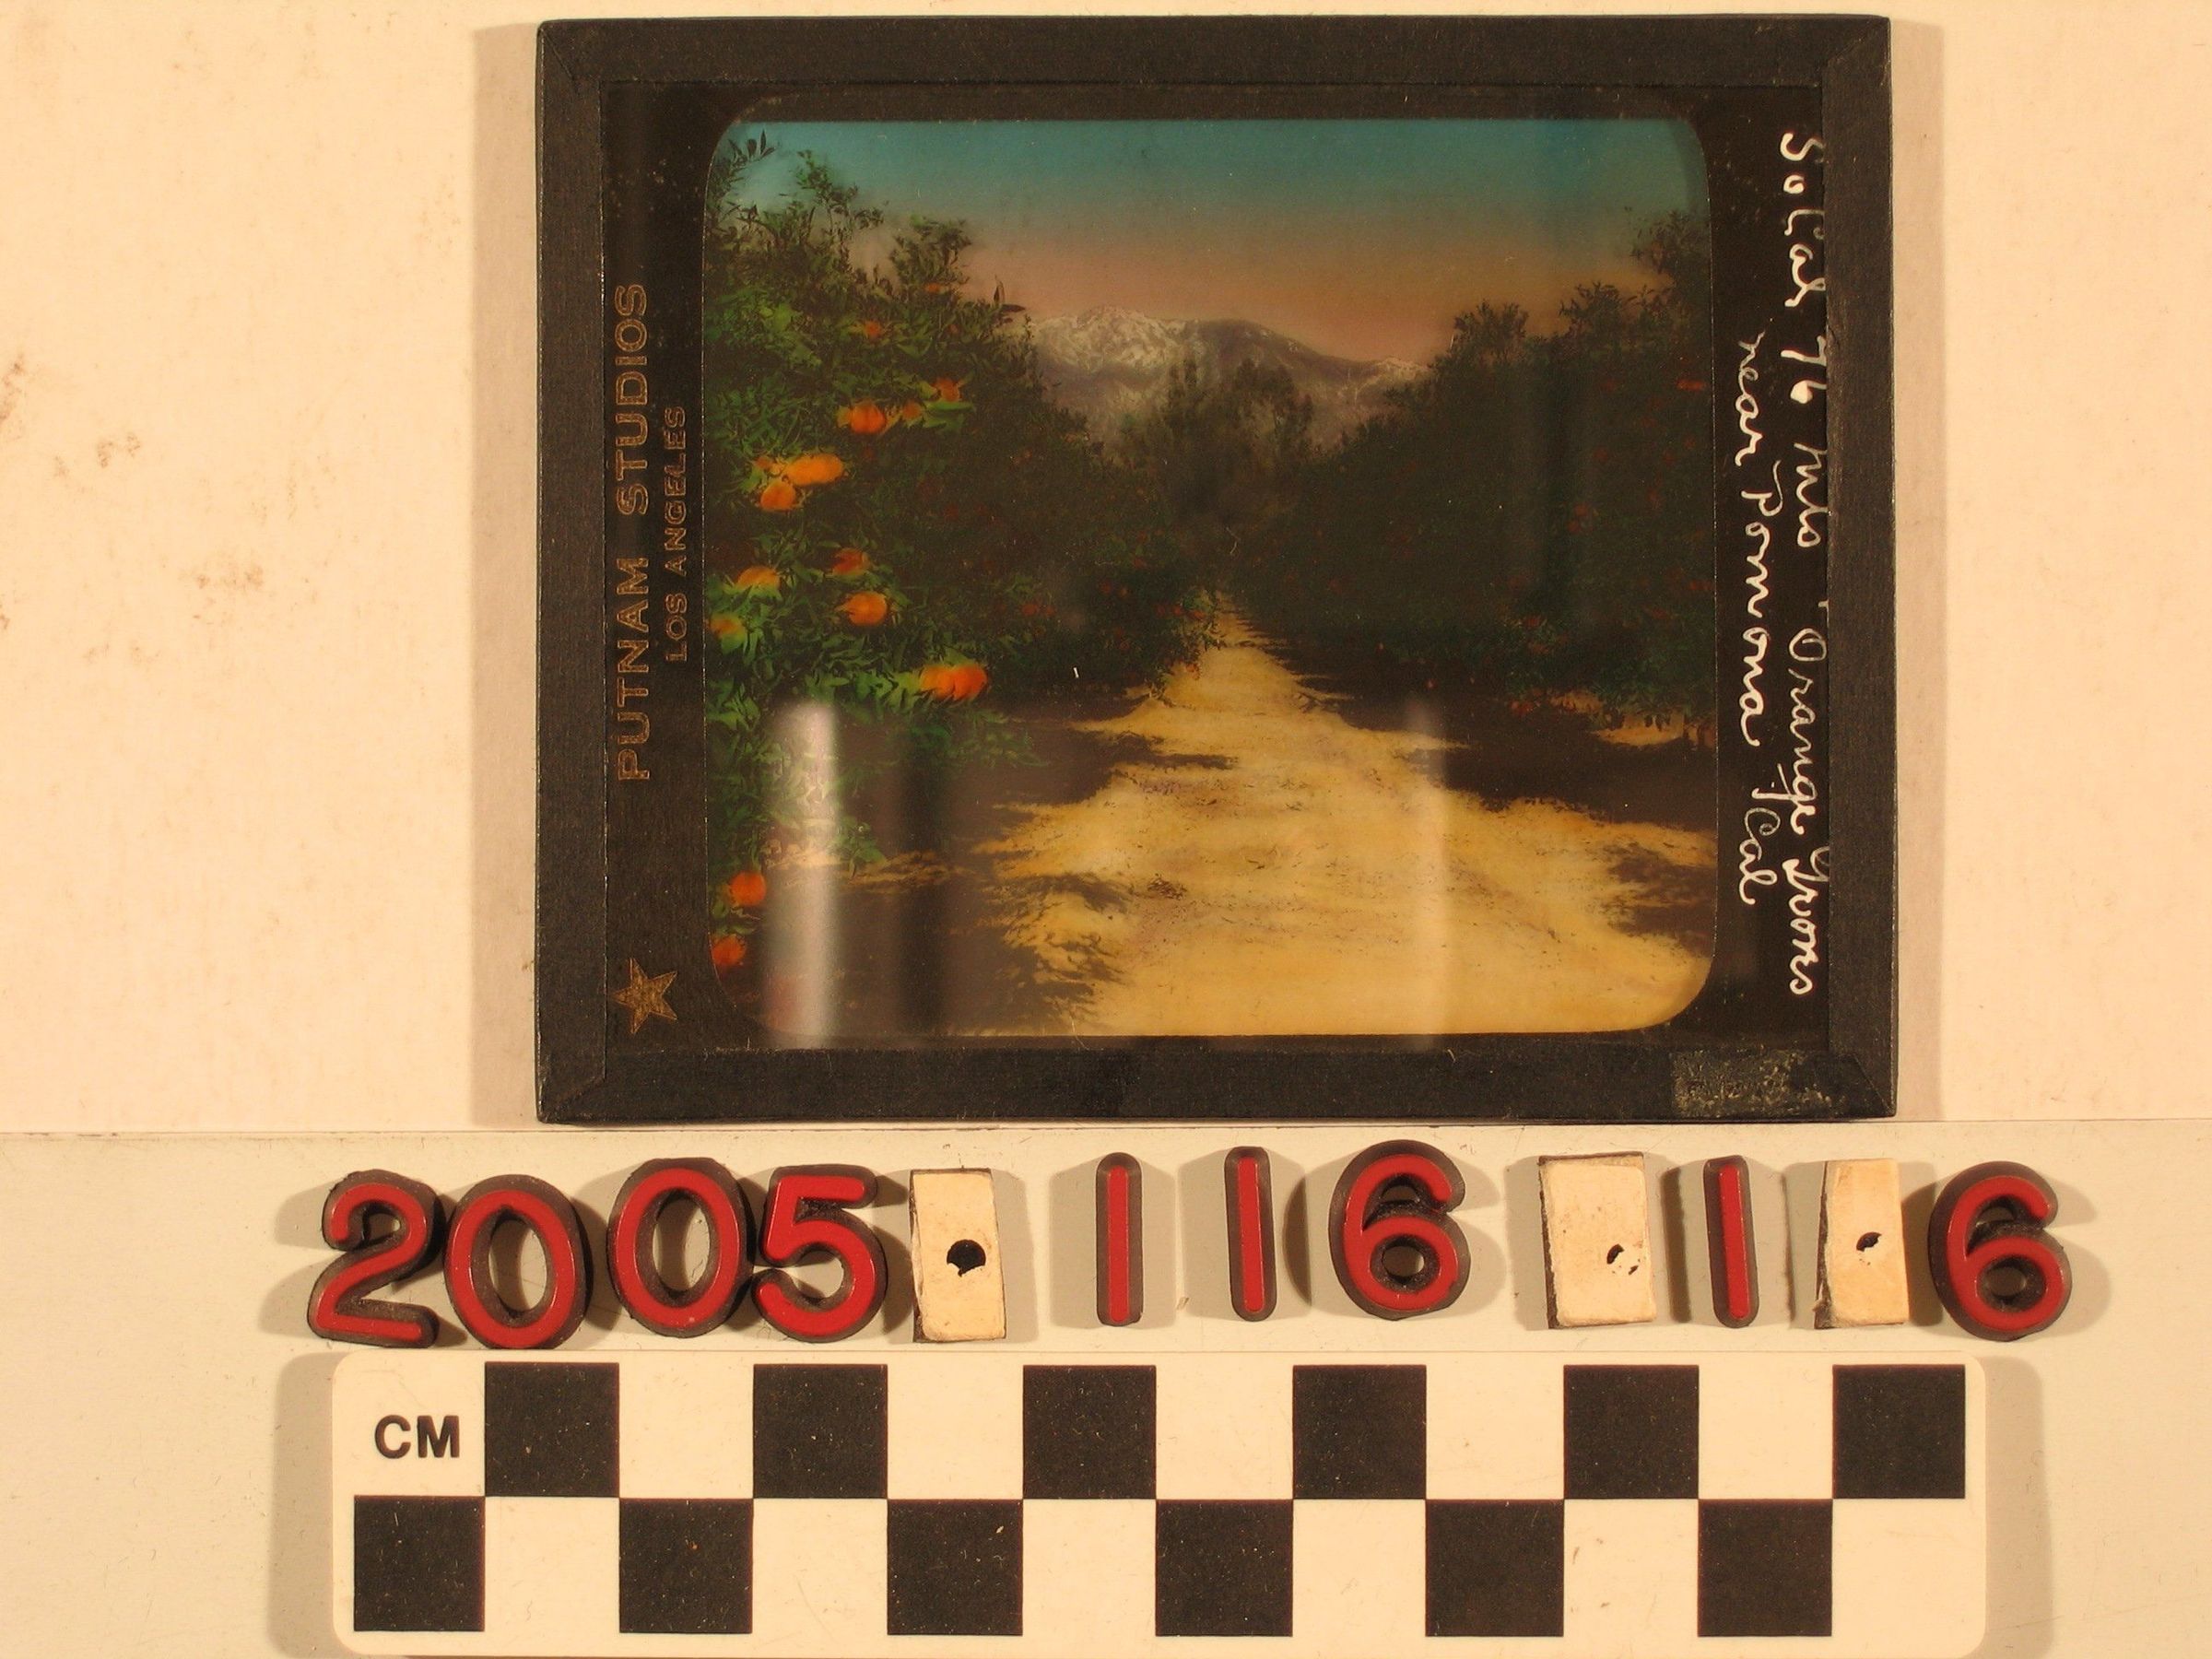 PUTNAM STUDIOS
LOS ANGELES
So Cal 76 Mts Orange Groves
near Pomona Cal
2005.116.1.6
CM